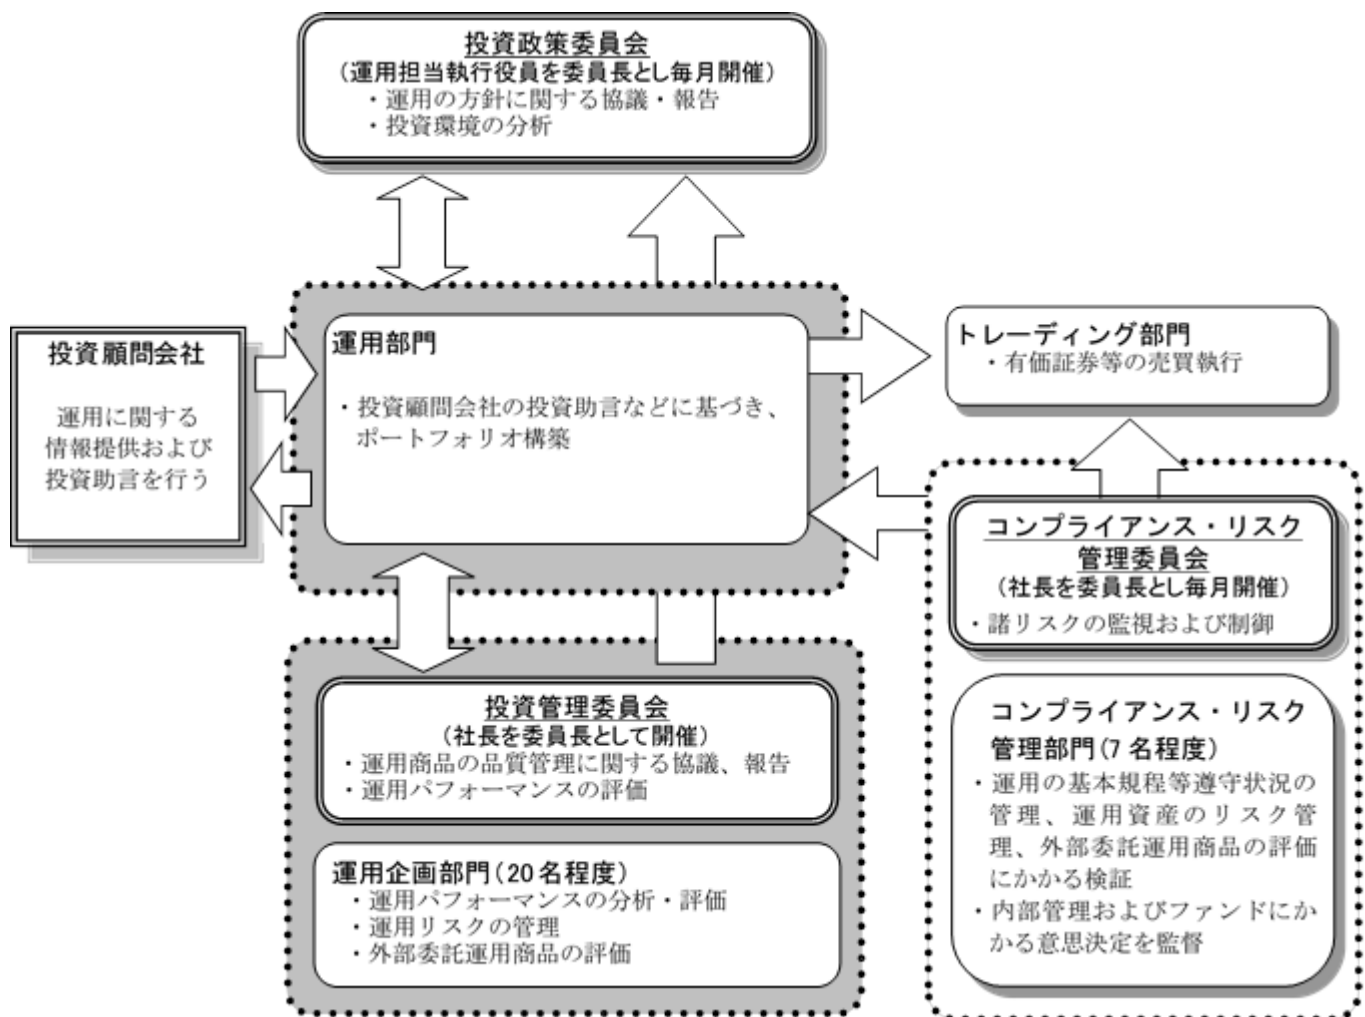 投資政策委員会
（運用担当執行役員を委員長とし毎月開催）
・運用の方針に関する協議・報告
・投資環境の分析
投資顧問会社
運用に関する
情報提供および
投資助言を行う
運用部門
・投資顧問会社の投資助言などに基づき、
ポートフォリオ構築
トレーディング部門
・有価証券等の売買執行
コンプライアンス・リスク
管理委員会
（社長を委員長とし毎月開催）
・諸リスクの監視および制御
コンプライアンス・リスク
管理部門（7名程度）
・運用の基本規程等遵守状況の
管理、運用資産のリスク管
理、外部委託運用商品の評価
にかかる検証
・内部管理およびファンドにか
かる意思決定を監督
投資管理委員会
（社長を委員長として開催）
・運用商品の品質管理に関する協議、報告
・運用パフォーマンスの評価
運用企画部門（20名程度）
・運用パフォーマンスの分析・評価
・運用リスクの管理
・外部委託運用商品の評価